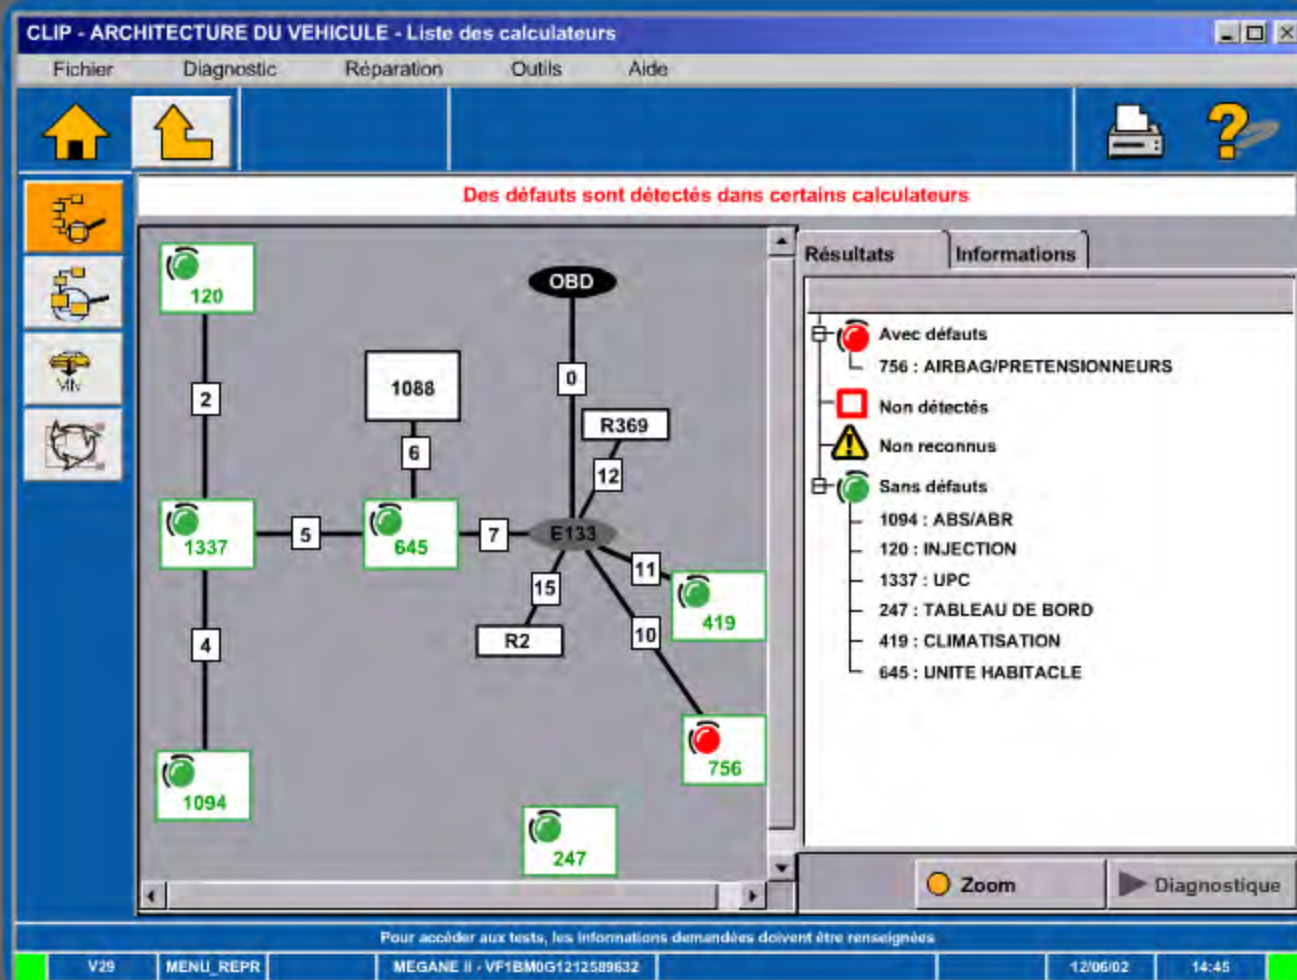 CLIP - ARCHITECTURE DU VEHICULE - Liste des calculateurs
Fichier Diagnostic Réparation Outils Aide
Des défauts sont détectés dans certains calculateurs
120
OBD
2
1088
0
6
R369
12
1337
5
645
7
E133
11
15
419
4
R2
10
756
1094
247
Résultats Informations
Avec défauts
756 : AIRBAG/PRETENSIONNEURS
Non détectés
Non reconnus
Sans défauts
1094 : ABS/ABR
120 : INJECTION
1337 : UPC
247 : TABLEAU DE BORD
419 : CLIMATISATION
645 : UNITE HABITACLE
Zoom Diagnostique
Pour accéder aux tests, les informations demandées doivent être renseignées
V29 MENU_REPR MEGANE II - VF1BM0G1212589632 12/06/02 14:45